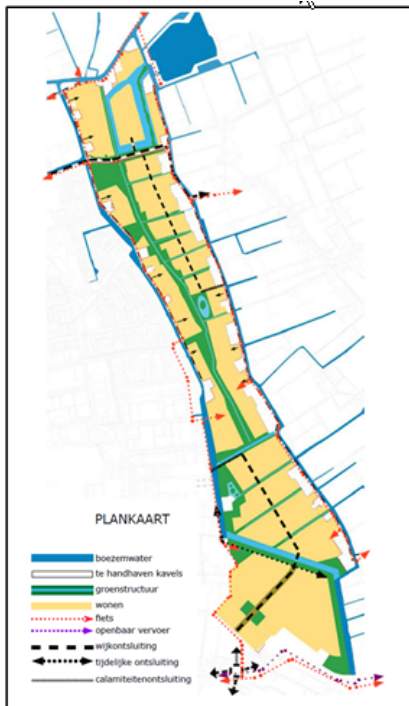 PLANKAART
boezemwater
te handhaven kavels
groenstructuur
wonen
fiets
openbaar vervoer
wijkontsluiting
tijdelijke ontsluiting
calamiteitenontsluiting